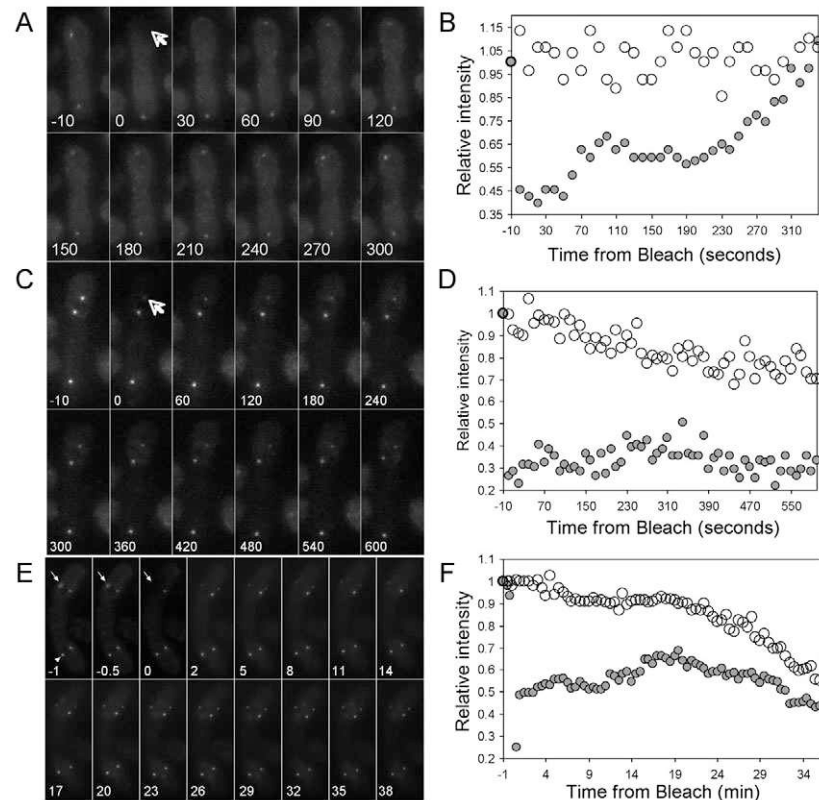 A
-10 0 30 60 90 120
150 180 210 240 270 300
B
Relative intensity
1.15
1.05
0.95
0.85
0.75
0.65
0.55
0.45
0.35
-10 30 70 110 150 190 230 270 310
Time from Bleach (seconds)
C
-10 0 60 120 180 240
300 360 420 480 540 600
D
Relative intensity
1.1
1
0.9
0.8
0.7
0.6
0.5
0.4
0.3
0.2
-10 70 150 230 310 390 470 550
Time from Bleach (seconds)
E
-1 -0.5 0 2 5 8 11 14
17 20 23 26 29 32 35 38
F
Relative intensity
1.1
1
0.9
0.8
0.7
0.6
0.5
0.4
0.3
0.2
-1 4 9 14 19 24 29 34
Time from Bleach (min)